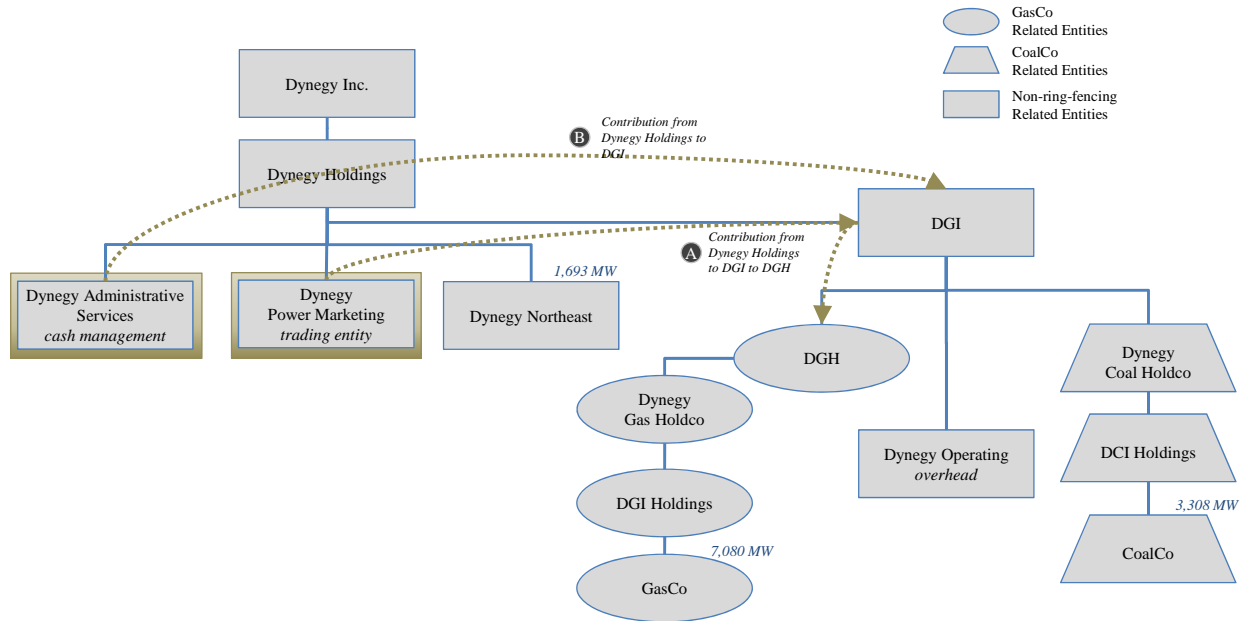 GasCo
Related Entities
CoalCo
Related Entities
Non-ring-fencing
Related Entities
Dynegy Inc.
B
Contribution from
Dynegy Holdings to
DGI
Dynegy Holdings
DGI
A
Contribution from
Dynegy Holdings
to DGI to DGH
1,693 MW
Dynegy Administrative
Services
cash management
Dynegy
Power Marketing
trading entity
Dynegy Northeast
DGH
Dynegy
Coal Holdco
Dynegy
Gas Holdco
Dynegy Operating
overhead
DCI Holdings
DGI Holdings
3,308 MW
7,080 MW
CoalCo
GasCo